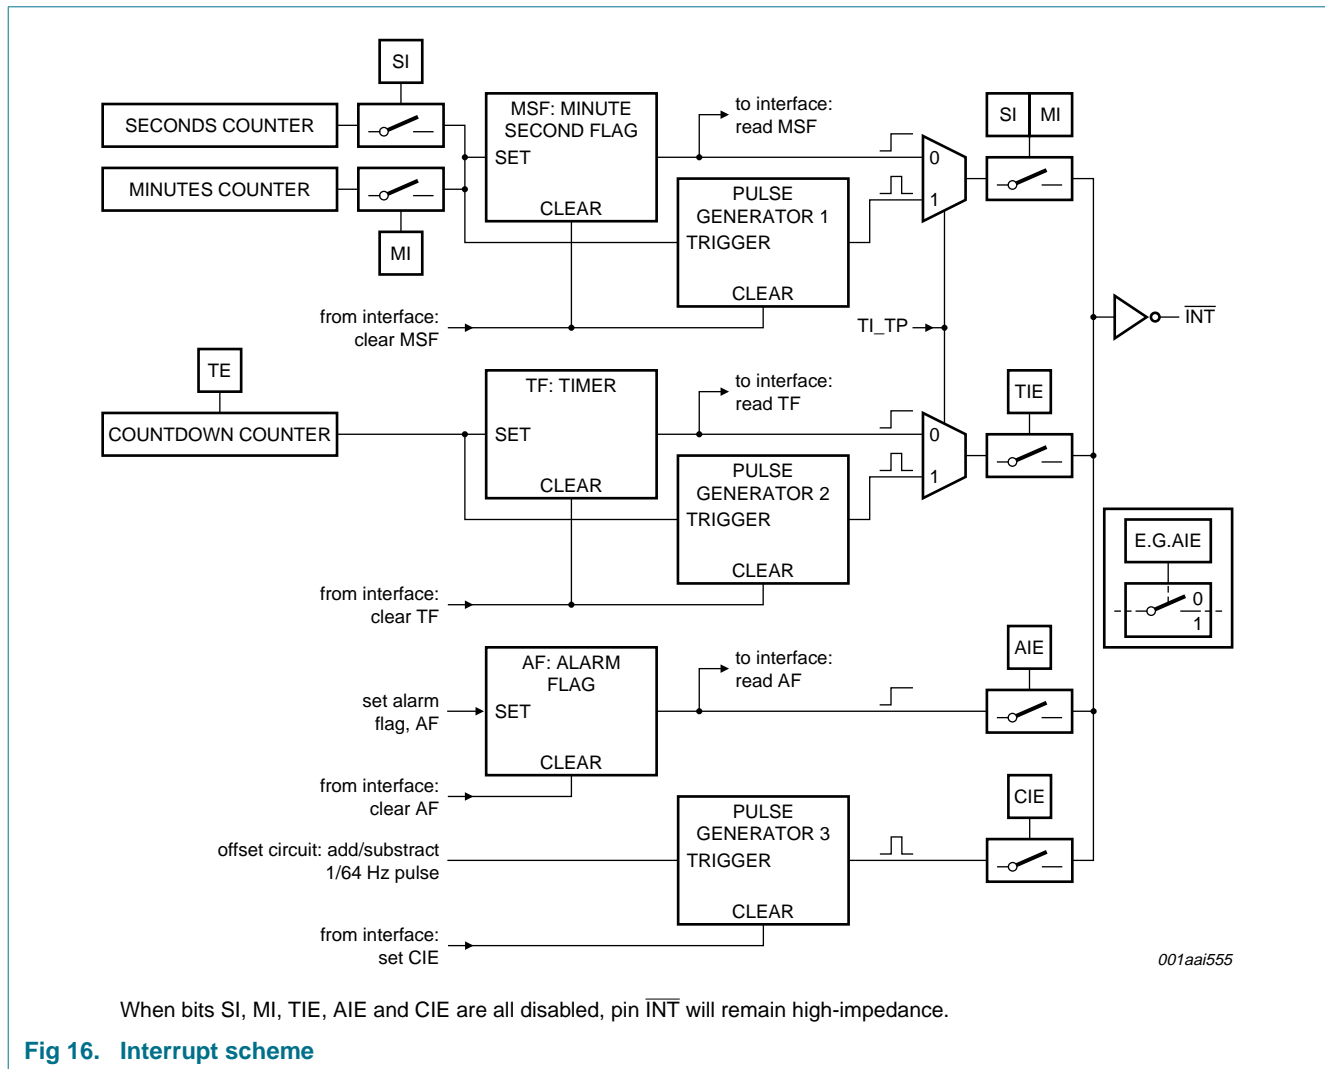 SI
SECONDS COUNTER
MINUTES COUNTER
MI
MSF: MINUTE
SECOND FLAG
SET
CLEAR
to interface:
read MSF
PULSE
GENERATOR 1
TRIGGER
CLEAR
from interface:
clear MSF
0
1
SI MI
TI_TP
INT
TE
COUNTDOWN COUNTER
TF: TIMER
SET
CLEAR
to interface:
read TF
PULSE
GENERATOR 2
TRIGGER
CLEAR
from interface:
clear TF
0
1
TIE
E.G.AIE
0
1
AF: ALARM
FLAG
SET
CLEAR
set alarm
flag, AF
to interface:
read AF
AIE
from interface:
clear AF
PULSE
GENERATOR 3
TRIGGER
CLEAR
offset circuit: add/substract
1/64 Hz pulse
CIE
from interface:
set CIE
001aai555
When bits SI, MI, TIE, AIE and CIE are all disabled, pin INT will remain high-impedance.
Fig 16. Interrupt scheme